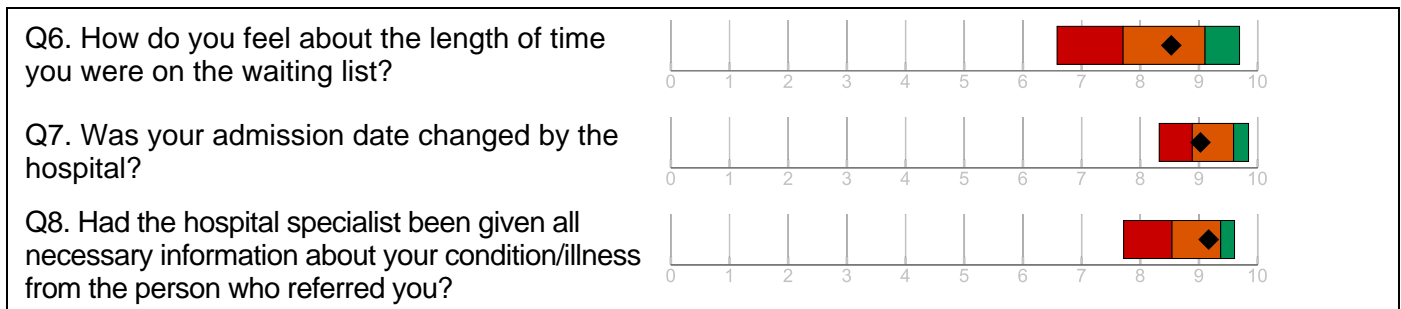 Q6. How do you feel about the length of time
you were on the waiting list?
0 1 2 3 4 5 6 7 8 9 10
Q7. Was your admission date changed by the
hospital?
0 1 2 3 4 5 6 7 8 9 10
Q8. Had the hospital specialist been given all
necessary information about your condition/illness
from the person who referred you?
0 1 2 3 4 5 6 7 8 9 10